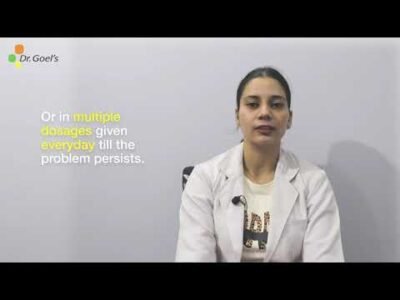 Dr. Goel's
Or in multiple
dosages given
everyday till the
problem persists.